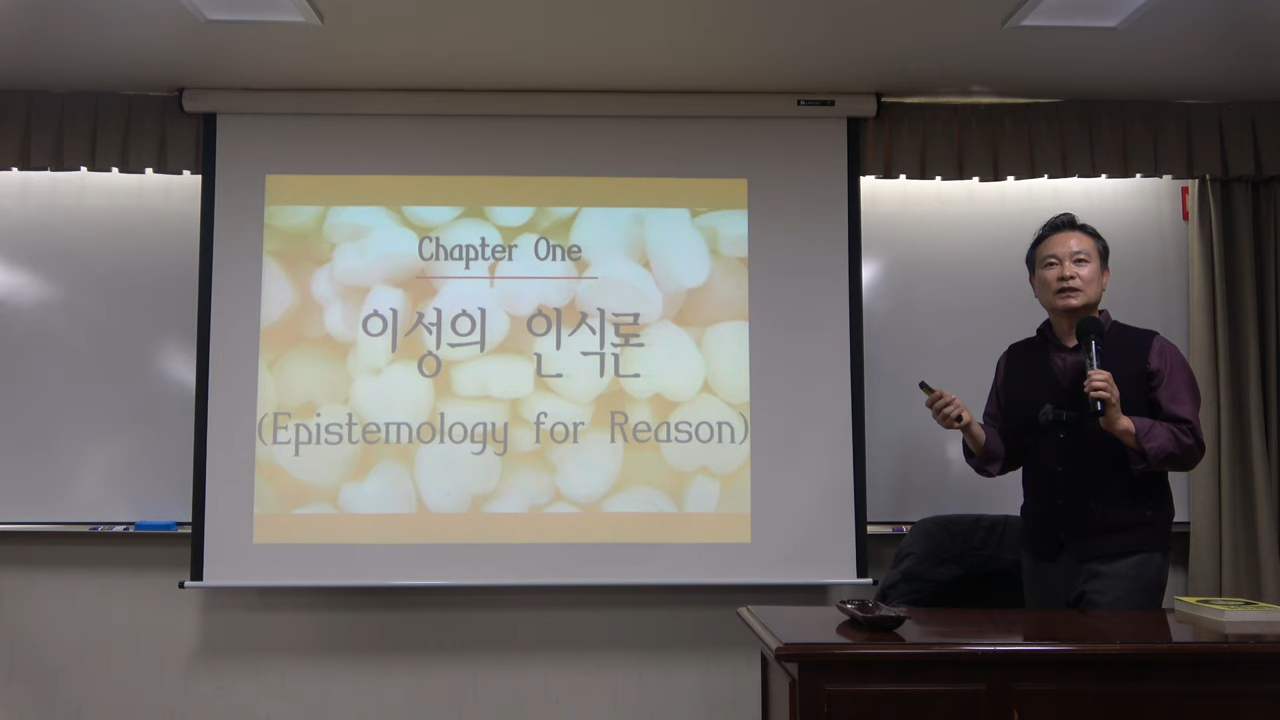 Chapter One
이성의 인식론
(Epistemology for Reason)